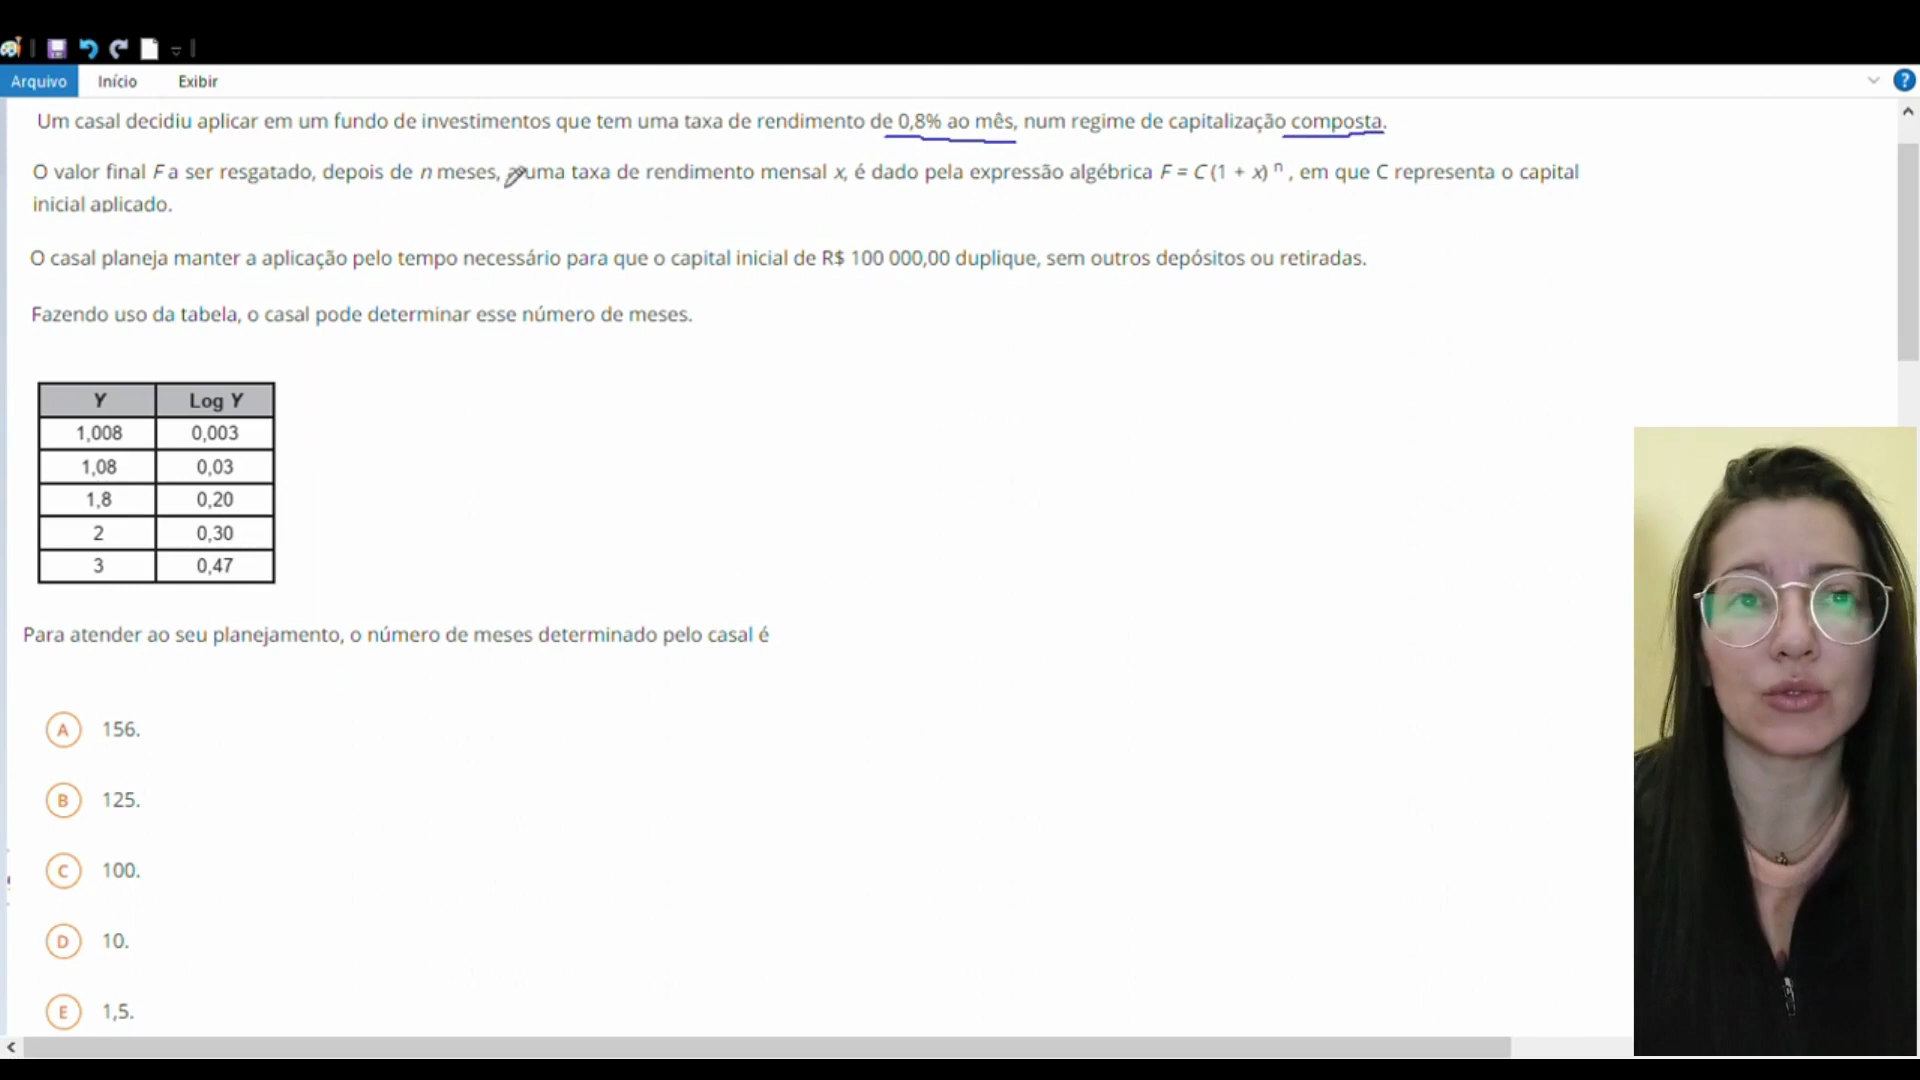 Arquivo Início Exibir
Um casal decidiu aplicar em um fundo de investimentos que tem uma taxa de rendimento de 0,8% ao mês, num regime de capitalização composta.
O valor final F a ser resgatado, depois de n meses, uma taxa de rendimento mensal x, é dado pela expressão algébrica F = C (1 + x) ⁿ , em que C representa o capital
inicial aplicado.
O casal planeja manter a aplicação pelo tempo necessário para que o capital inicial de R$ 100 000,00 duplique, sem outros depósitos ou retiradas.
Fazendo uso da tabela, o casal pode determinar esse número de meses.
Y Log Y
1,008 0,003
1,08 0,03
1,8 0,20
2 0,30
3 0,47
Para atender ao seu planejamento, o número de meses determinado pelo casal é
A 156.
B 125.
C 100.
D 10.
E 1,5.